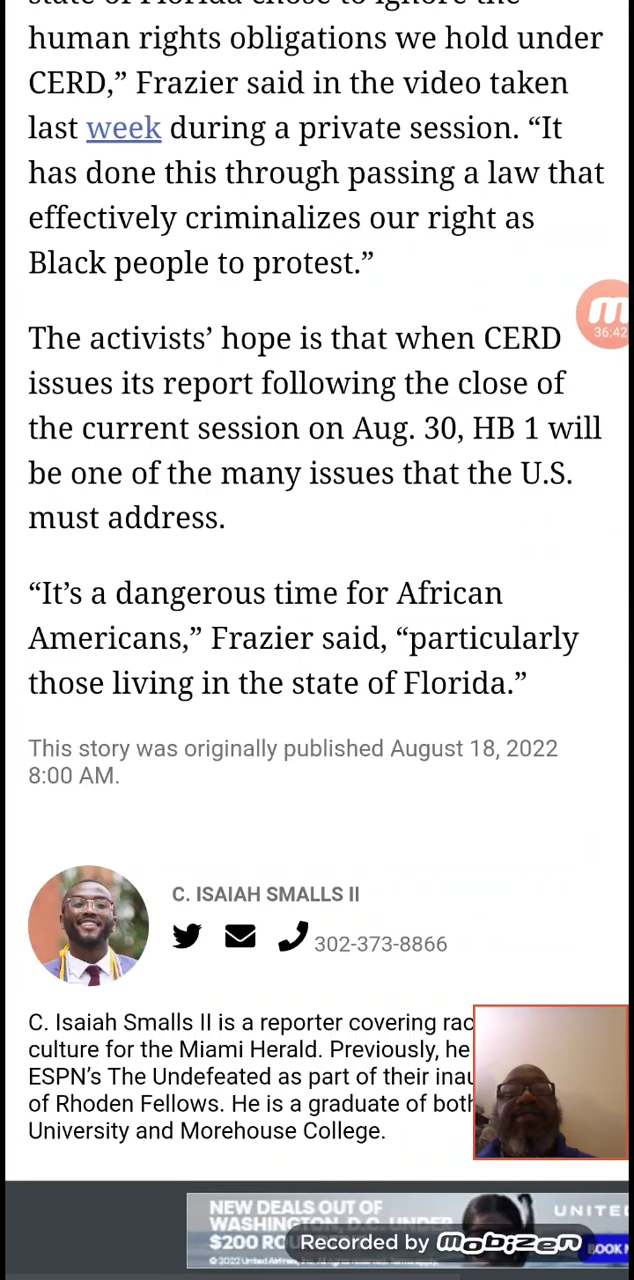 human rights obligations we hold under
CERD,” Frazier said in the video taken
last week during a private session. “It
has done this through passing a law that
effectively criminalizes our right as
Black people to protest.”
36:42
The activists’ hope is that when CERD
issues its report following the close of
the current session on Aug. 30, HB 1 will
be one of the many issues that the U.S.
must address.
“It’s a dangerous time for African
Americans,” Frazier said, “particularly
those living in the state of Florida.”
This story was originally published August 18, 2022
8:00 AM.
C. ISAIAH SMALLS II
302-373-8866
C. Isaiah Smalls II is a reporter covering
culture for the Miami Herald. Previously, he
ESPN’s The Undefeated as part of their
of Rhoden Fellows. He is a graduate of both
University and Morehouse College.
NEW DEALS OUT OF
WASHINGTON, D.C. UNDER
$200
Recorded by mobizen
BOOK